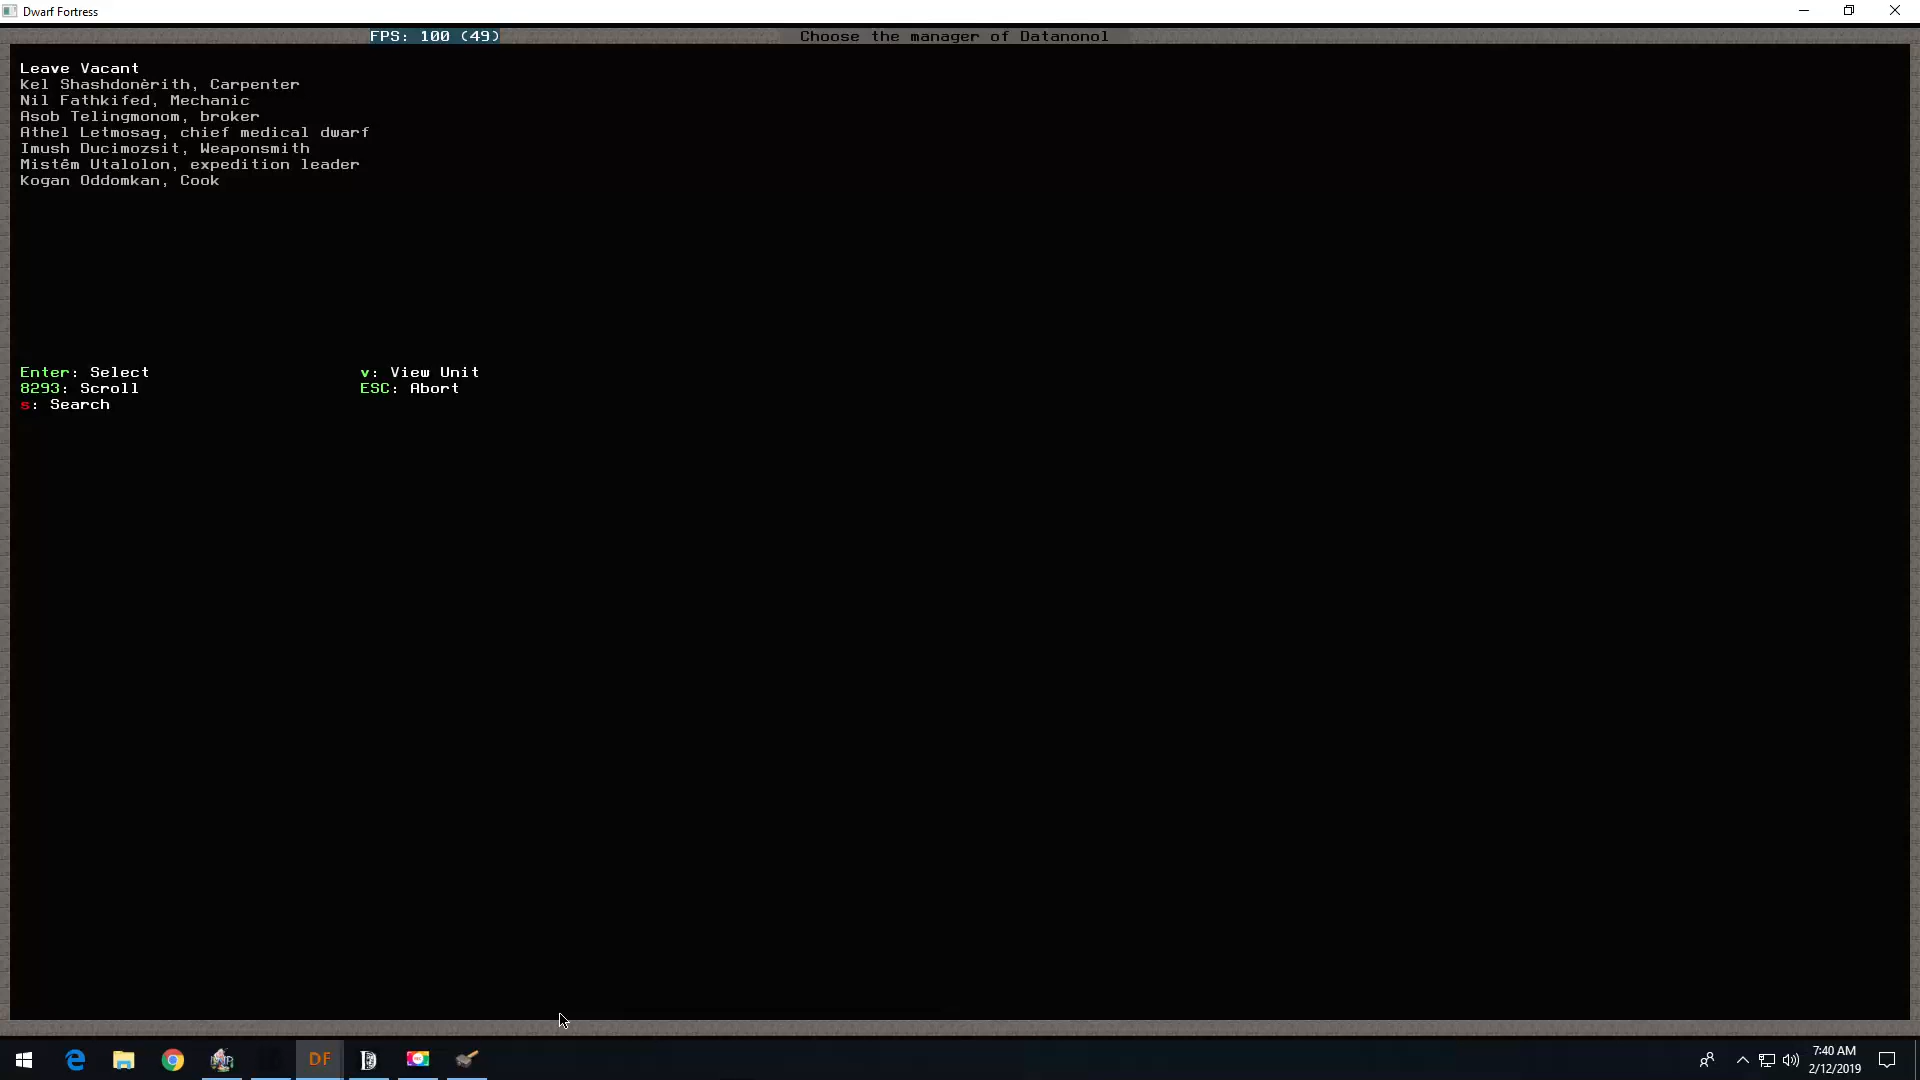 Dwarf Fortress
FPS: 100 (49) Choose the manager of Datanonol
Leave Vacant
Kel Shashdonèrith, Carpenter
Nil Fathkifed, Mechanic
Asob Telingmonom, broker
Athel Letmosag, chief medical dwarf
Imush Ducimozsit, Weaponsmith
Mistêm Utalolon, expedition leader
Kogan Oddomkan, Cook
Enter: Select v: View Unit
8293: Scroll ESC: Abort
s: Search
DF
7:40 AM
2/12/2019